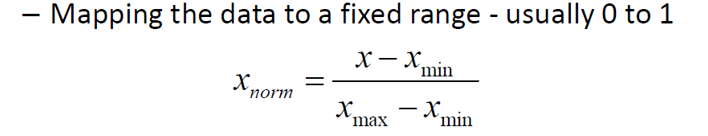 – Mapping the data to a fixed range - usually 0 to 1
x_norm = (x – x_min) / (x_max – x_min)